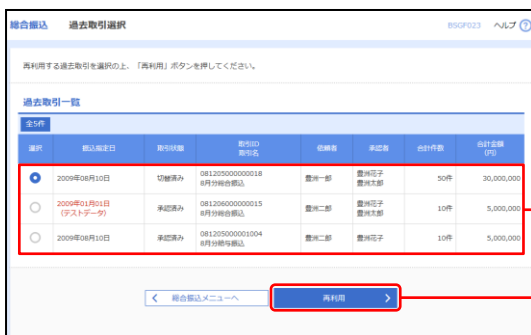 総合振込 過去取引選択 BSGF023 ヘルプ ?
再利用する過去取引を選択の上、「再利用」ボタンを押してください。
過去取引一覧
全5件
選択 振込指定日 取引状態 取引ID 依頼者 承認者 合計件数 合計金額
取引名 (円)
2009年08月10日 切替済み 081205000000018 豊洲一郎 豊洲花子 50件 30,000,000
8月分総合振込 豊洲太郎
2009年01月01日 承認済み 081206000000015 豊洲二郎 豊洲花子 10件 5,000,000
(テストデータ) 8月分総合振込 豊洲太郎
2009年08月10日 承認済み 081205000001004 豊洲二郎 豊洲花子 10件 5,000,000
8月分給与振込
総合振込メニューへ 再利用